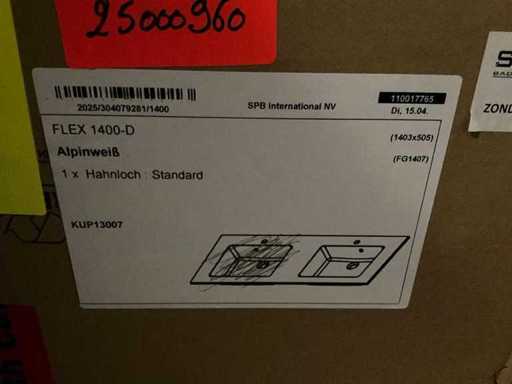 25000960
2025/304079281/1400
SPB International NV
110017765
Di, 15.04.
FLEX 1400-D
(1403x505)
Alpinweiß
(FG1407)
1 x Hahnloch : Standard
KUP13007
ZOND